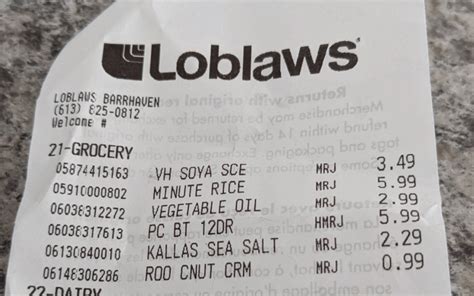 Loblaws
LOBLAWS BARRHAVEN
(613) 825-0812
Welcome #
21-GROCERY
05874415163 VH SOYA SCE MRJ 3.49
05910000802 MINUTE RICE MRJ 5.99
06038312272 VEGETABLE OIL MRJ 2.99
06038317613 PC BT 12DR HMRJ 5.99
06130840010 KALLAS SEA SALT MRJ 2.29
06148306286 ROO CNUT CRM MRJ 0.99
22-DAIRY